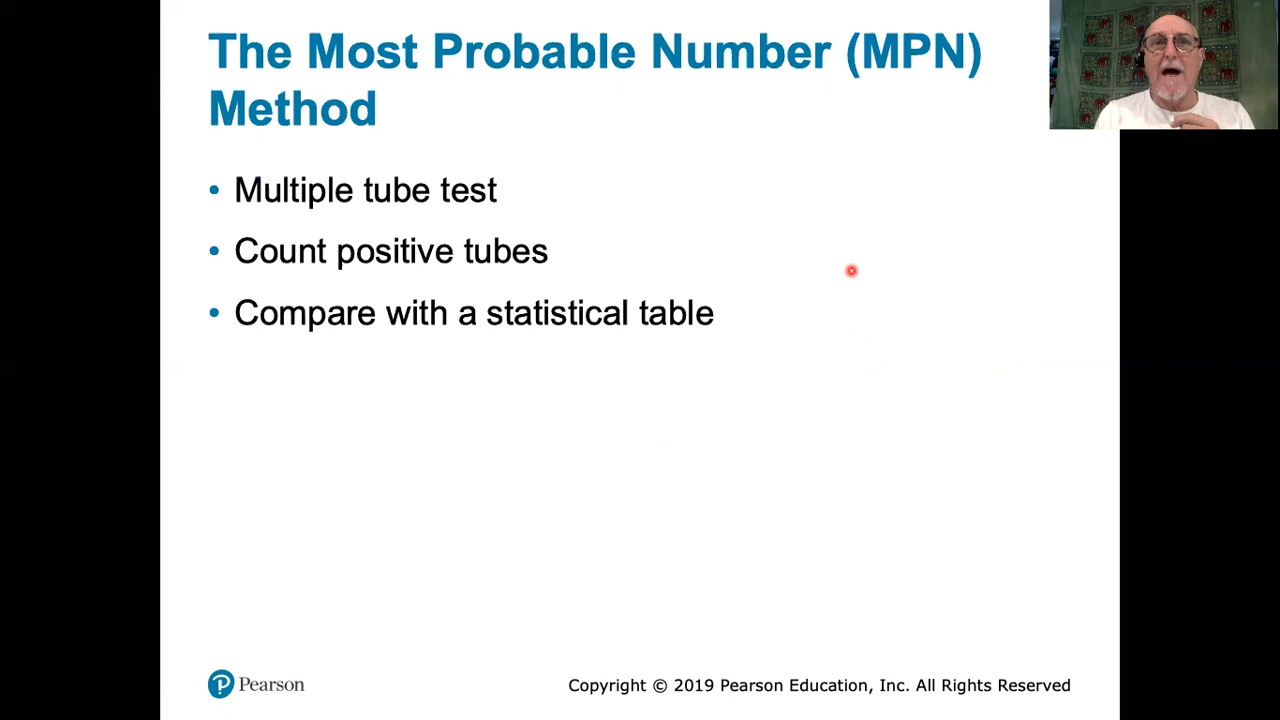 The Most Probable Number (MPN)
Method
• Multiple tube test
• Count positive tubes
• Compare with a statistical table
Pearson
Copyright © 2019 Pearson Education, Inc. All Rights Reserved